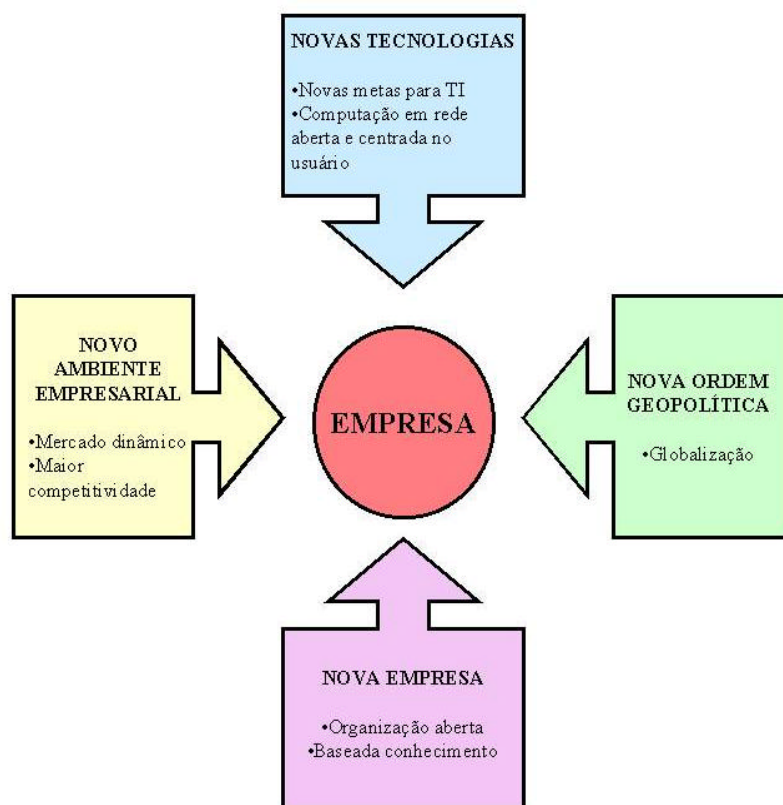 NOVAS TECNOLOGIAS
•Novas metas para TI
•Computação em rede
aberta e centrada no
usuário
NOVO
AMBIENTE
EMPRESARIAL
•Mercado dinâmico
•Maior
competitividade
EMPRESA
NOVA ORDEM
GEOPOLÍTICA
•Globalização
NOVA EMPRESA
•Organização aberta
•Baseada conhecimento